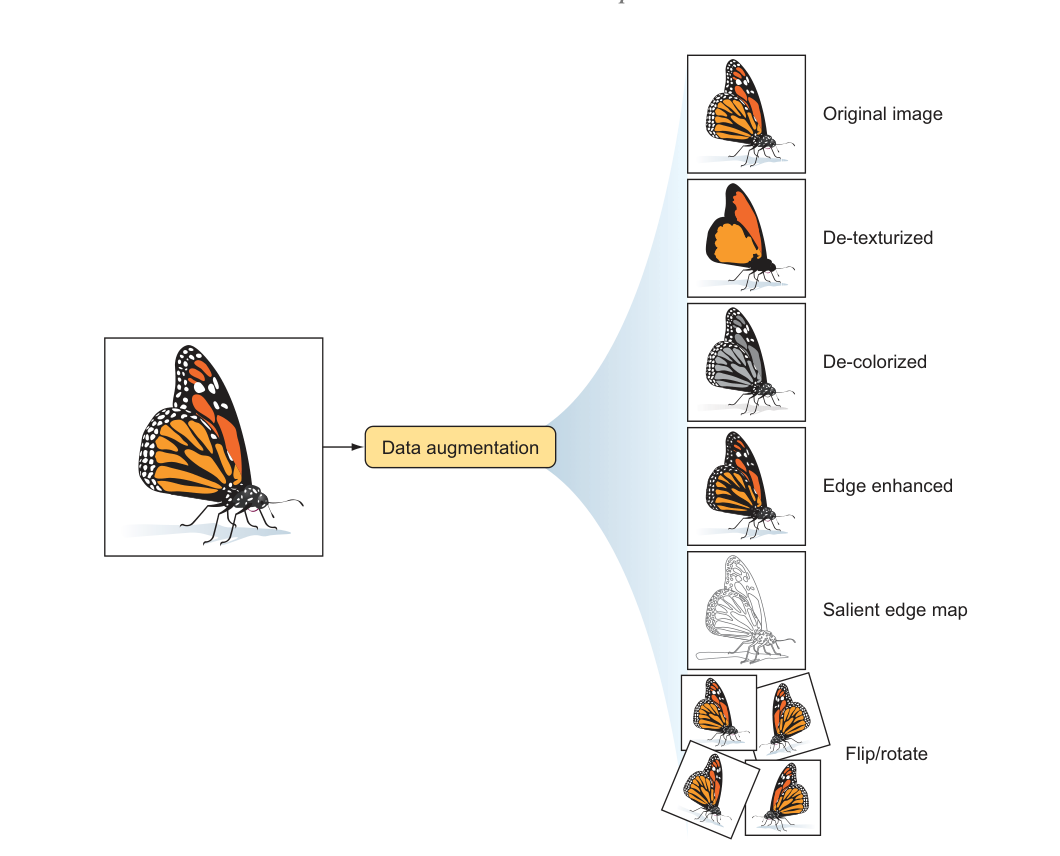 Original image
De-texturized
De-colorized
Data augmentation
Edge enhanced
Salient edge map
Flip/rotate